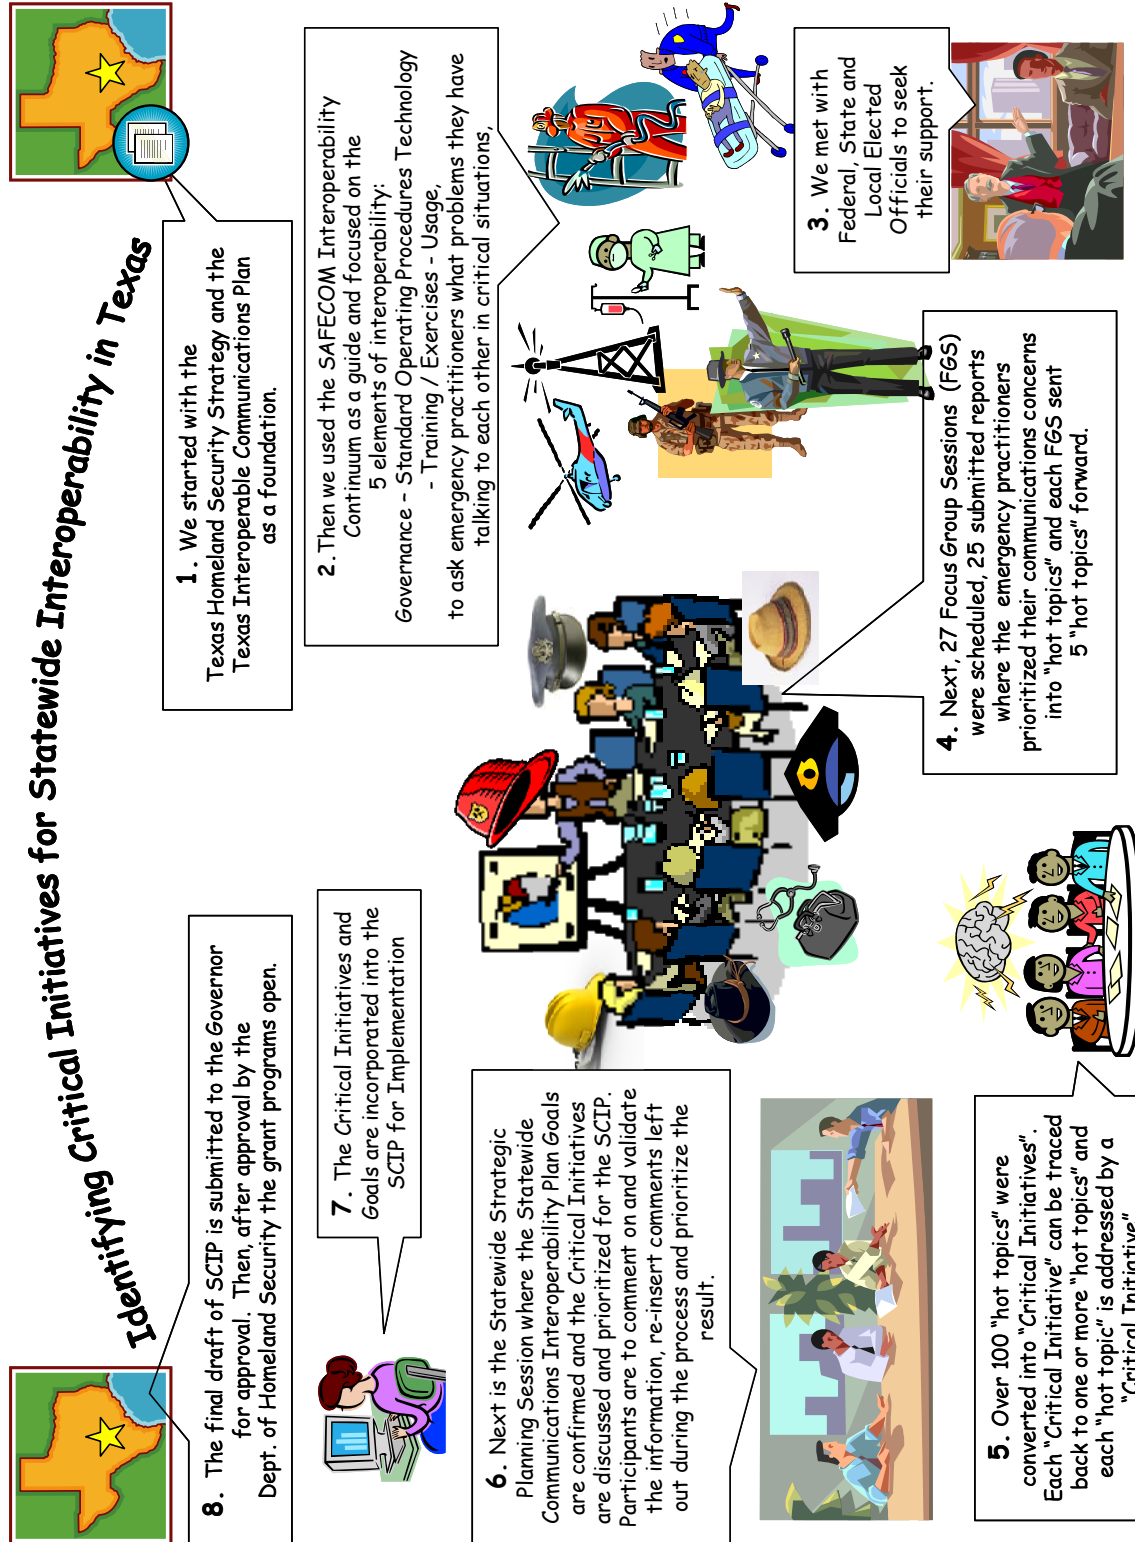 Identifying Critical Initiatives for Statewide Interoperability in Texas
1. We started with the
Texas Homeland Security Strategy and the
Texas Interoperable Communications Plan
as a foundation.
2. Then we used the SAFECOM Interoperability
Continuum as a guide and focused on the
5 elements of interoperability:
Governance – Standard Operating Procedures Technology
- Training / Exercises - Usage,
to ask emergency practitioners what problems they have
talking to each other in critical situations,
3. We met with
Federal, State and
Local Elected
Officials to seek
their support.
4. Next, 27 Focus Group Sessions (FGS)
were scheduled, 25 submitted reports
where the emergency practitioners
prioritized their communications concerns
into “hot topics” and each FGS sent
5 “hot topics” forward.
5. Over 100 “hot topics” were
converted into “Critical Initiatives”.
Each “Critical Initiative” can be traced
back to one or more “hot topics” and
each “hot topic” is addressed by a
“Critical Initiative”
6. Next is the Statewide Strategic
Planning Session where the Statewide
Communications Interoperability Plan Goals
are confirmed and the Critical Initiatives
are discussed and prioritized for the SCIP.
Participants are to comment on and validate
the information, re-insert comments left
out during the process and prioritize the
result.
7. The Critical Initiatives and
Goals are incorporated into the
SCIP for Implementation
8. The final draft of SCIP is submitted to the Governor
for approval. Then, after approval by the
Dept. of Homeland Security the grant programs open.